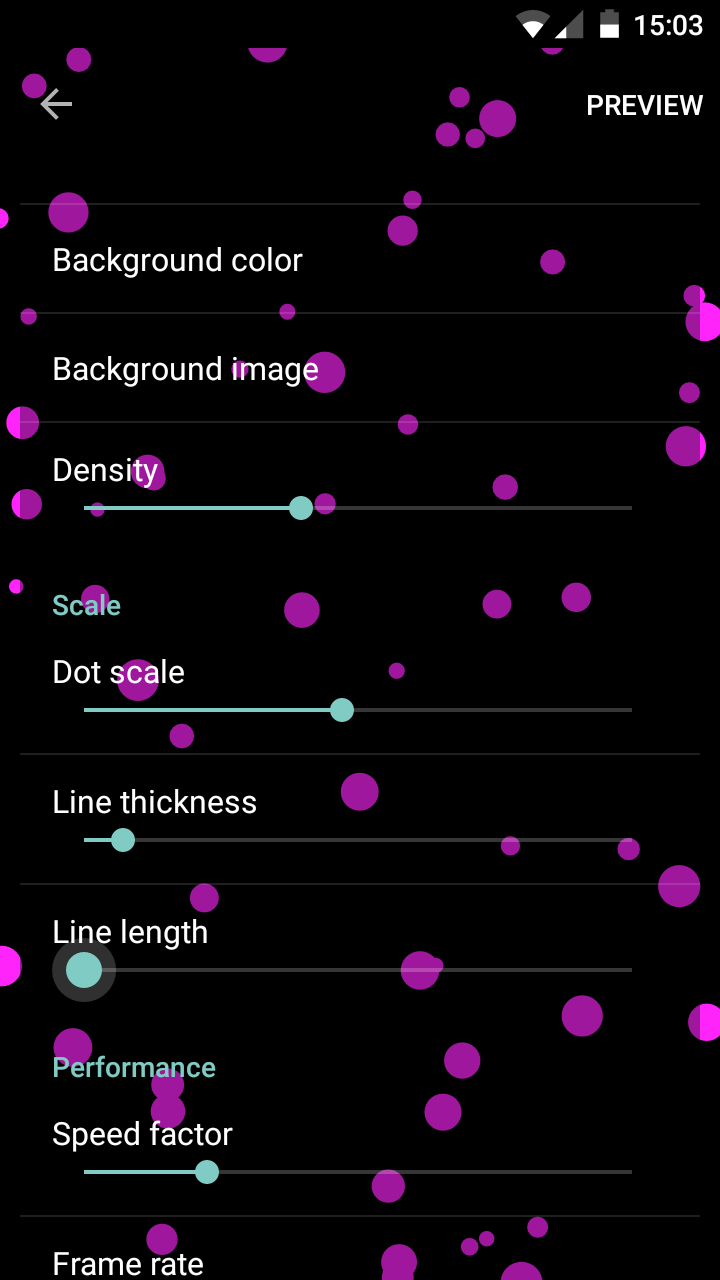 15:03
PREVIEW
Background color
Background image
Density
Scale
Dot scale
Line thickness
Line length
Performance
Speed factor
Frame rate